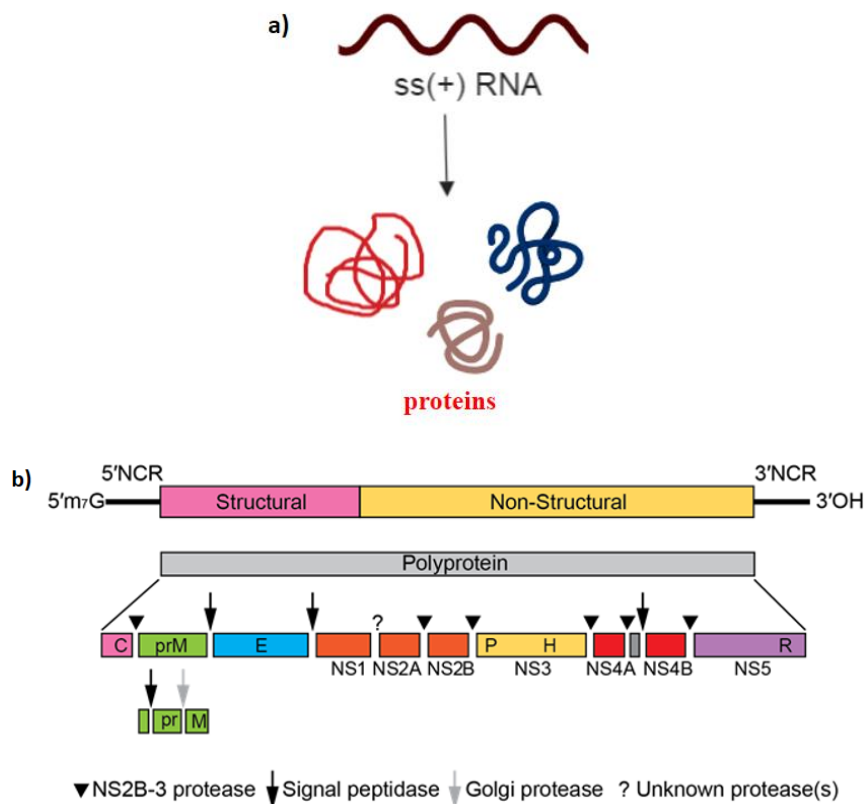 a)
ss(+) RNA
proteins
b)
5′NCR 3′NCR
5′m₇G Structural Non-Structural 3′OH
Polyprotein
?
C prM E P H R
NS1 NS2A NS2B NS3 NS4A NS4B NS5
pr M
▼NS2B-3 protease Signal peptidase Golgi protease ? Unknown protease(s)